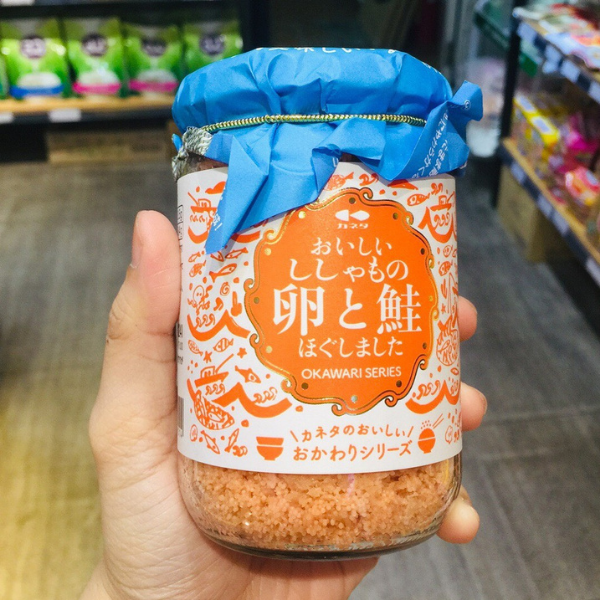 カネタ
おいしい
ししゃもの
卵と鮭
ほぐしました
OKAWARI SERIES
カネタのおいしい
おかわりシリーズ